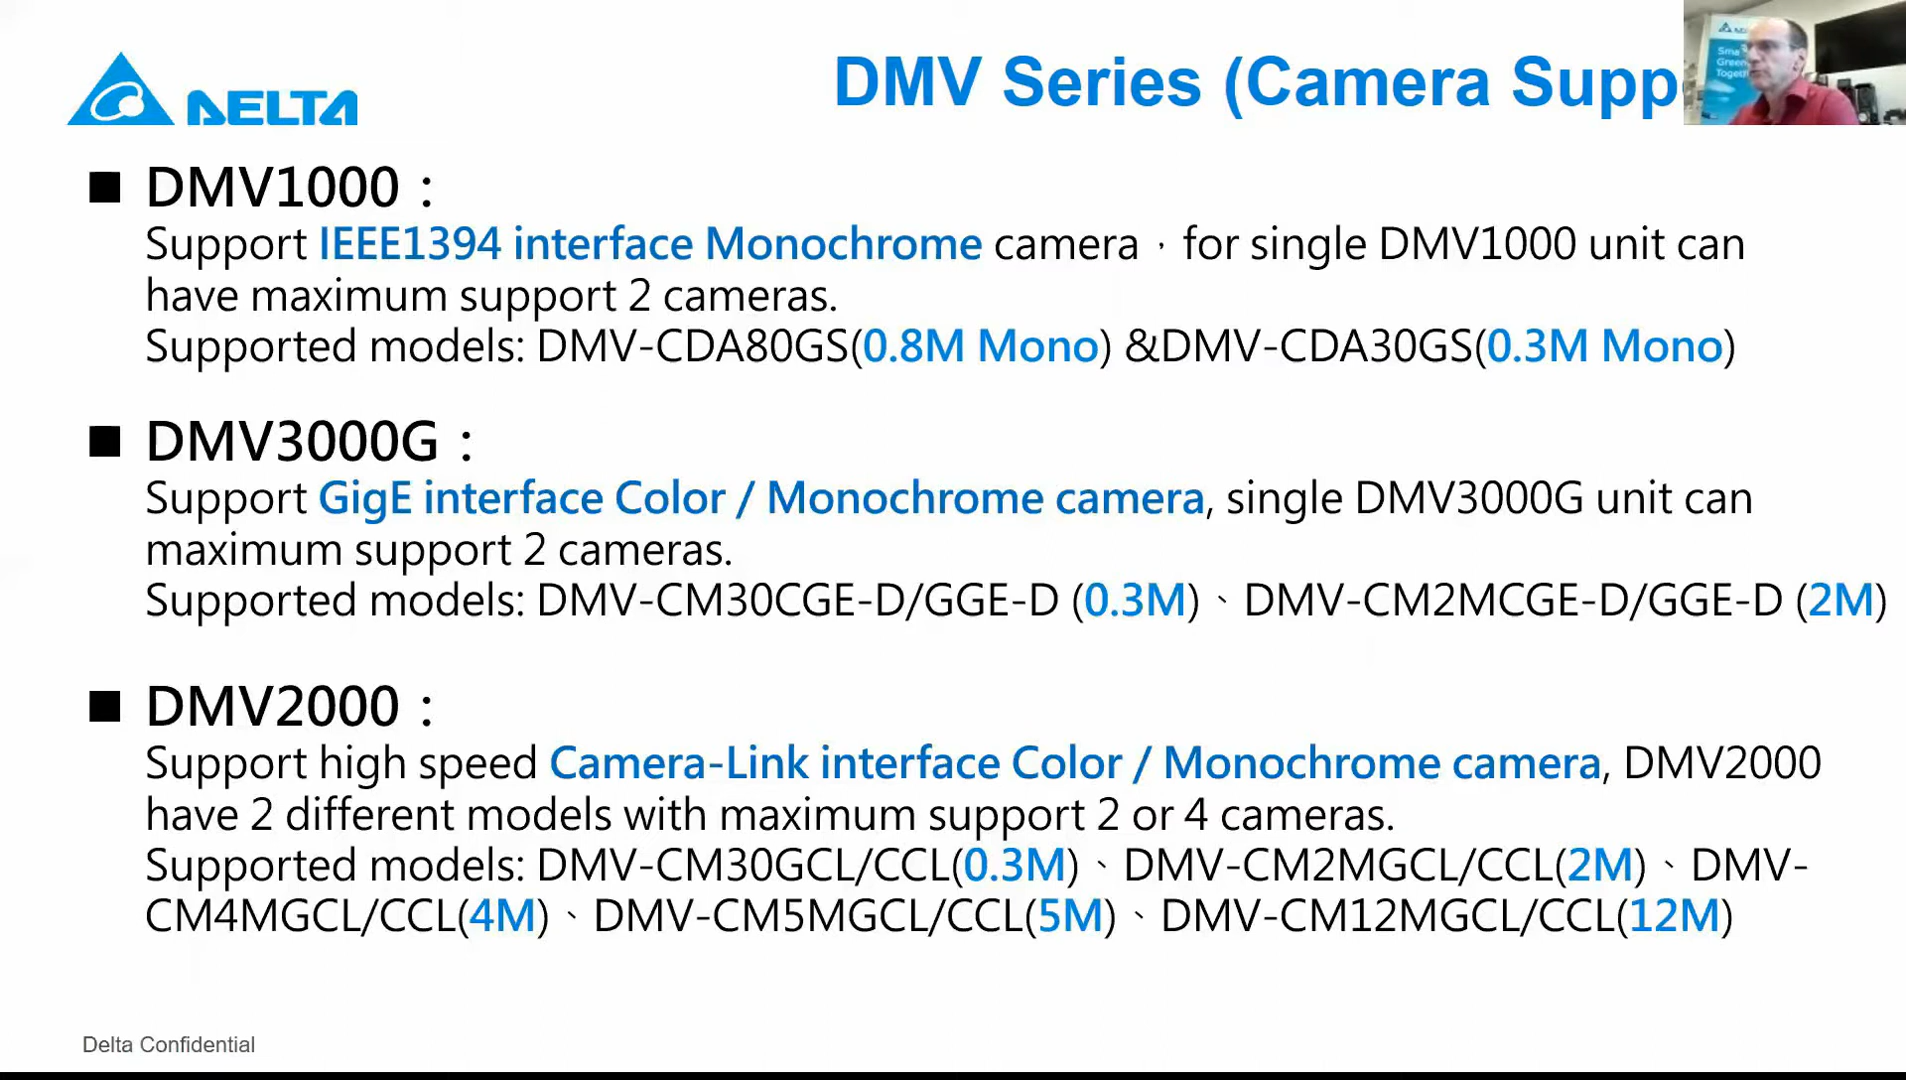 DELTA
DMV Series (Camera Supp
DMV1000：
Support IEEE1394 interface Monochrome camera，for single DMV1000 unit can
have maximum support 2 cameras.
Supported models: DMV-CDA80GS(0.8M Mono) &DMV-CDA30GS(0.3M Mono)
DMV3000G：
Support GigE interface Color / Monochrome camera, single DMV3000G unit can
maximum support 2 cameras.
Supported models: DMV-CM30CGE-D/GGE-D (0.3M)、DMV-CM2MCGE-D/GGE-D (2M)
DMV2000：
Support high speed Camera-Link interface Color / Monochrome camera, DMV2000
have 2 different models with maximum support 2 or 4 cameras.
Supported models: DMV-CM30GCL/CCL(0.3M)、DMV-CM2MGCL/CCL(2M)、DMV-
CM4MGCL/CCL(4M)、DMV-CM5MGCL/CCL(5M)、DMV-CM12MGCL/CCL(12M)
Delta Confidential